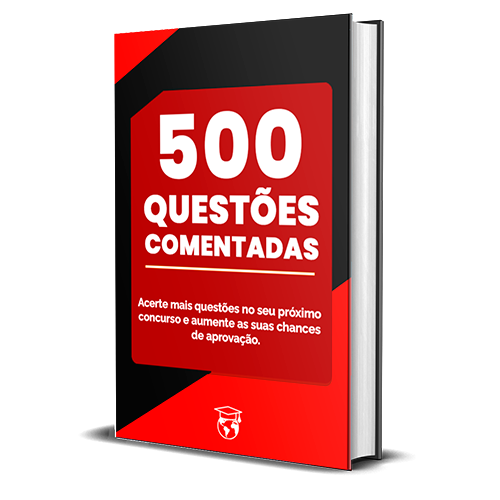 500
QUESTÕES
COMENTADAS
Acerte mais questões no seu próximo
concurso e aumente as suas chances
de aprovação.